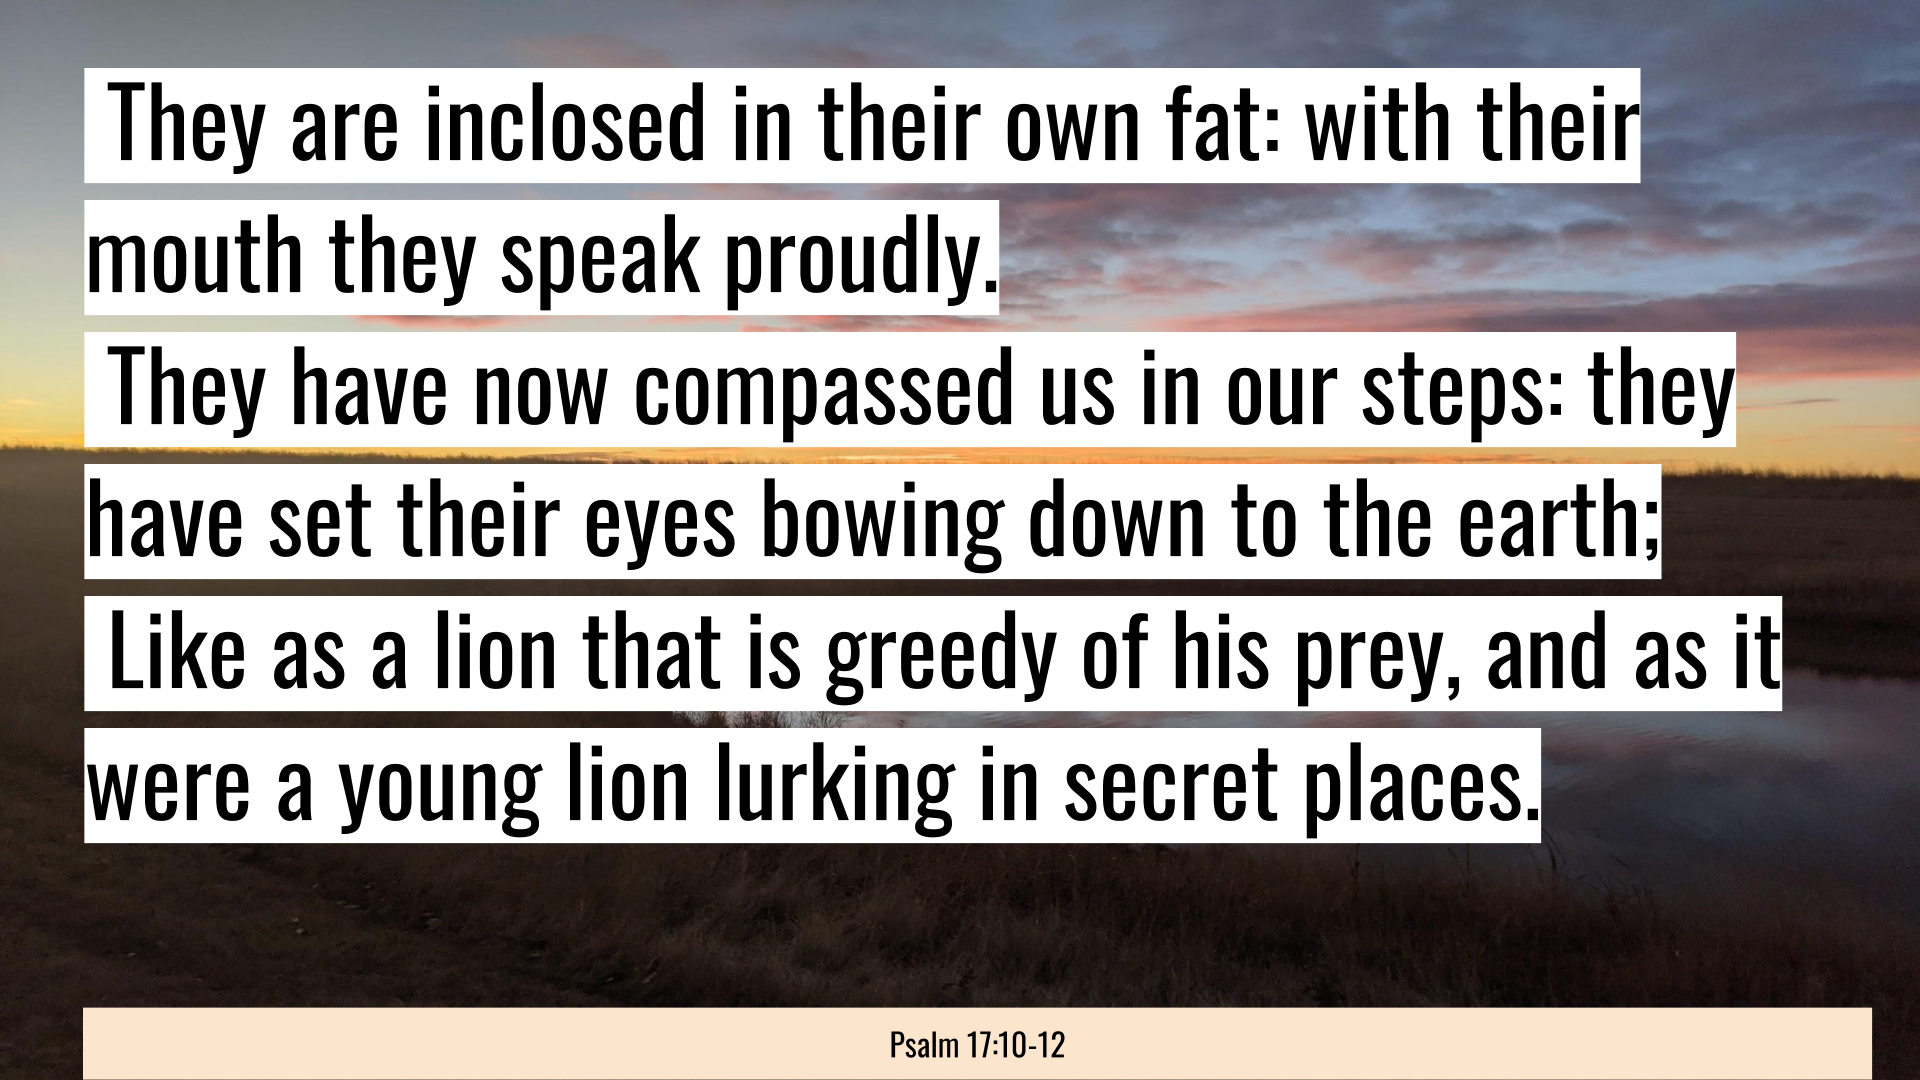 They are inclosed in their own fat: with their
mouth they speak proudly.
They have now compassed us in our steps: they
have set their eyes bowing down to the earth;
Like as a lion that is greedy of his prey, and as it
were a young lion lurking in secret places.
Psalm 17:10-12